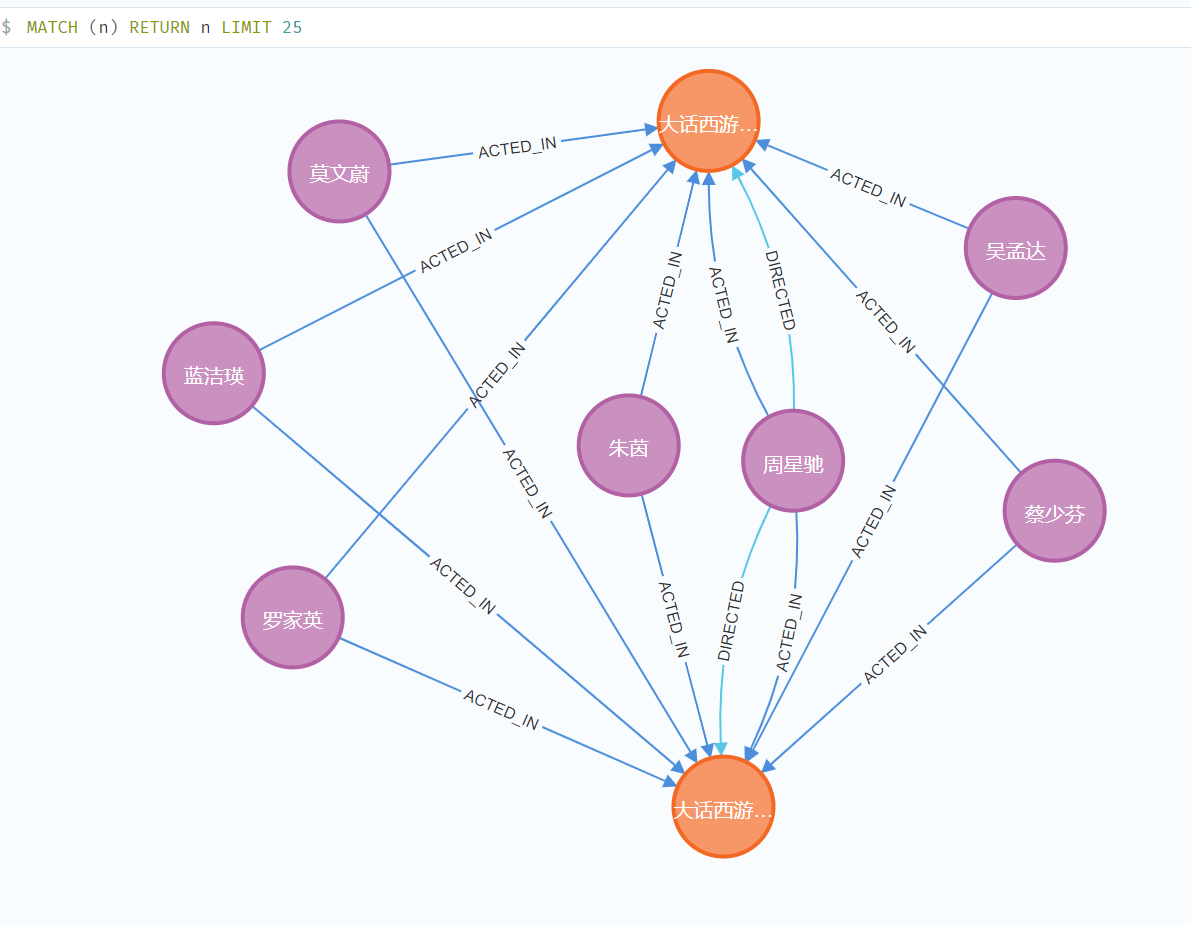 $ MATCH (n) RETURN n LIMIT 25
大话西游…
莫文蔚
ACTED_IN
ACTED_IN
吴孟达
ACTED_IN
ACTED_IN
ACTED_IN
DIRECTED
ACTED_IN
ACTED_IN
蓝洁瑛
ACTED_IN
朱茵
周星驰
ACTED_IN
蔡少芬
ACTED_IN
ACTED_IN
罗家英
ACTED_IN
DIRECTED
ACTED_IN
ACTED_IN
ACTED_IN
大话西游…